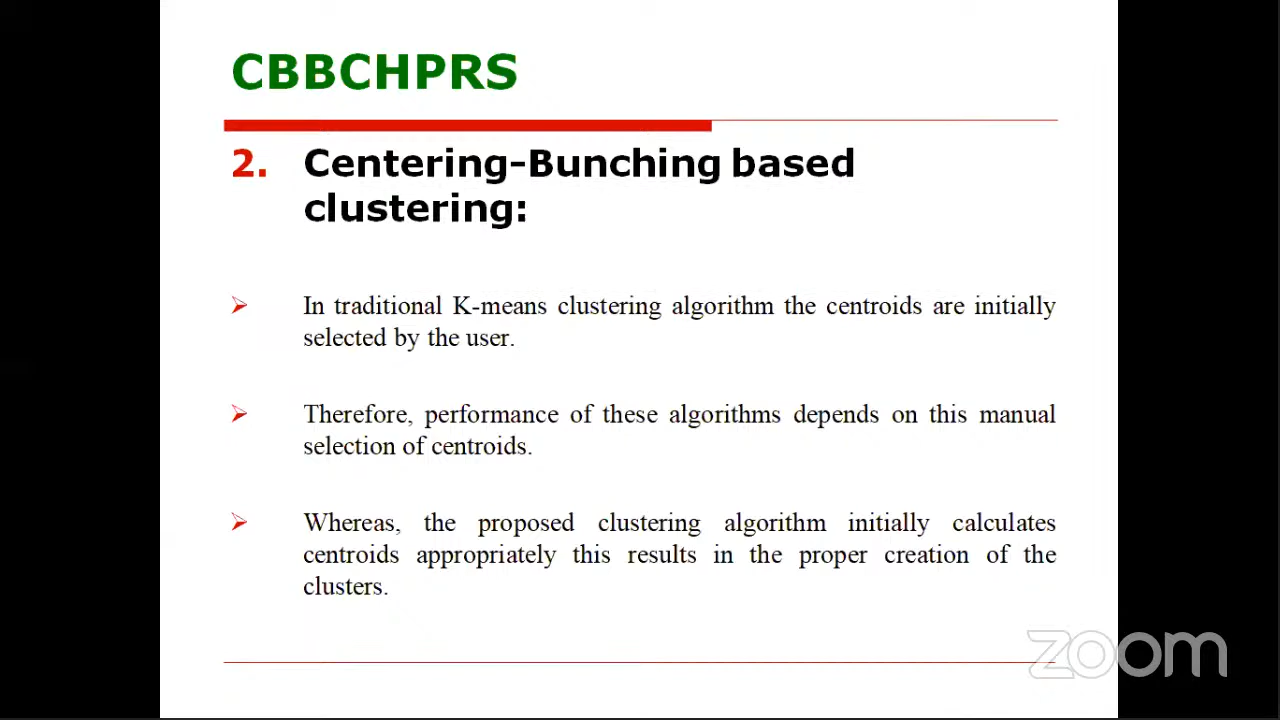 CBBCHPRS
2. Centering-Bunching based
clustering:
In traditional K-means clustering algorithm the centroids are initially
selected by the user.
Therefore, performance of these algorithms depends on this manual
selection of centroids.
Whereas, the proposed clustering algorithm initially calculates
centroids appropriately this results in the proper creation of the
clusters.
zoom